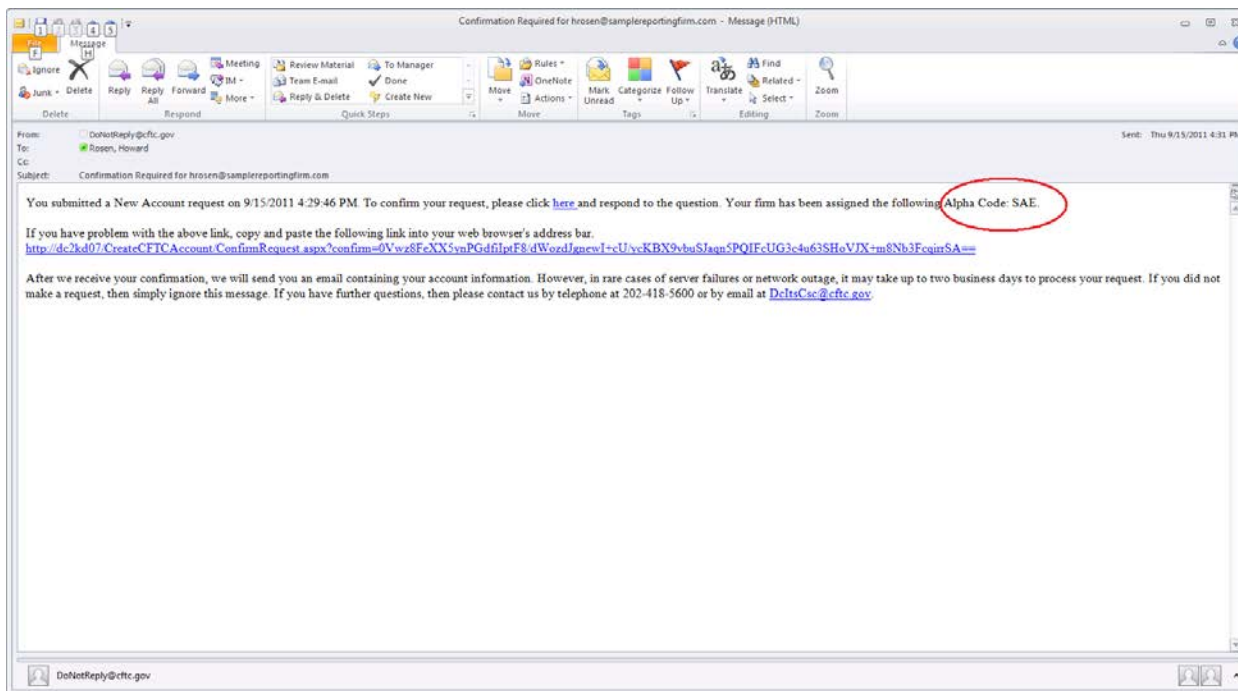 Confirmation Required for hrosen@samplereportingfirm.com - Message (HTML)
1 2 3 4 5
File Message
F H
Ignore
Junk
Delete
Reply
Reply All
Forward
Meeting
IM
More
Review Material
Team E-mail
Reply & Delete
To Manager
Done
Create New
Move
Rules
OneNote
Actions
Mark Unread
Categorize
Follow Up
Translate
Find
Related
Select
Zoom
Delete Respond Quick Steps Move Tags Editing Zoom
From: DoNotReply@cftc.gov Sent: Thu 9/15/2011 4:31 PM
To: Rosen, Howard
Cc:
Subject: Confirmation Required for hrosen@samplereportingfirm.com
You submitted a New Account request on 9/15/2011 4:29:46 PM. To confirm your request, please click here and respond to the question. Your firm has been assigned the following Alpha Code: SAE.
If you have problem with the above link, copy and paste the following link into your web browser's address bar.
http://dc2kd07/CreateCFTCAccount/ConfirmRequest.aspx?confirm=0Vwz8FeXX5ynPGdfiIptF8/dWozdJgnewI+cU/ycKBX9vbuSJaqn5PQIFcUG3c4u63SHoVJX+m8Nb3FcqirrSA==
After we receive your confirmation, we will send you an email containing your account information. However, in rare cases of server failures or network outage, it may take up to two business days to process your request. If you did not
make a request, then simply ignore this message. If you have further questions, then please contact us by telephone at 202-418-5600 or by email at DcItsCsc@cftc.gov.
DoNotReply@cftc.gov